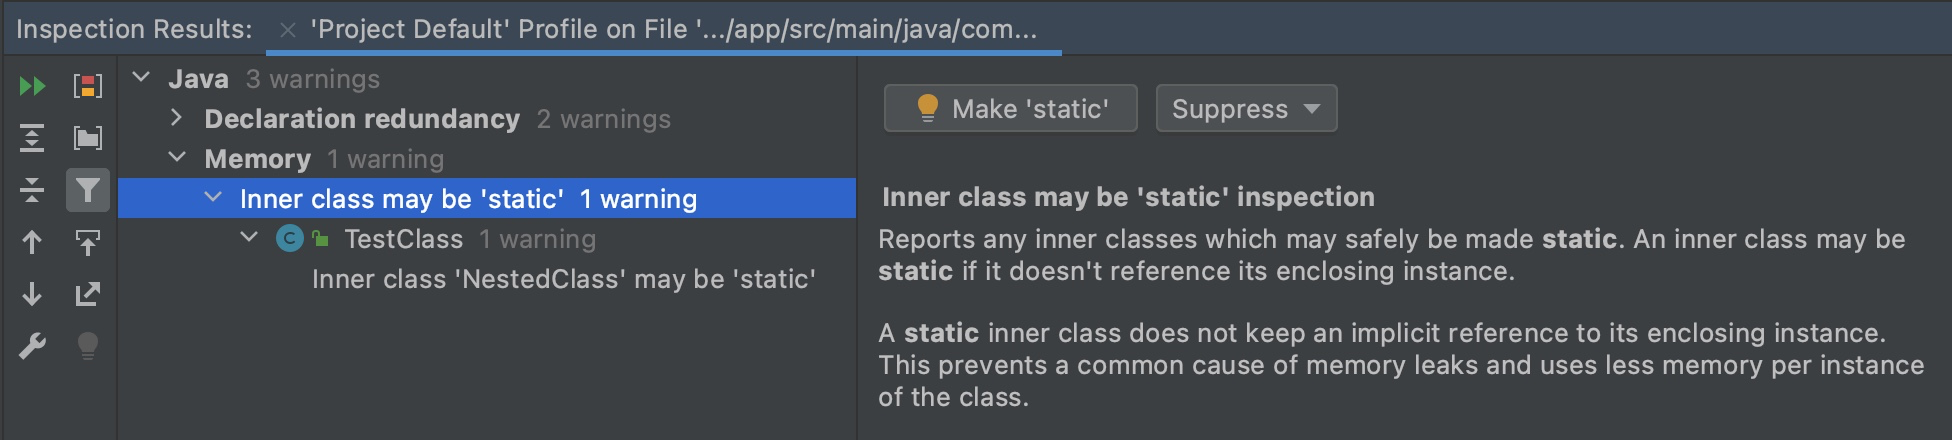 Inspection Results: 'Project Default' Profile on File '.../app/src/main/java/com...
Java 3 warnings
Declaration redundancy 2 warnings
Memory 1 warning
Inner class may be 'static' 1 warning
C TestClass 1 warning
Inner class 'NestedClass' may be 'static'
Make 'static' Suppress
Inner class may be 'static' inspection
Reports any inner classes which may safely be made static. An inner class may be
static if it doesn't reference its enclosing instance.
A static inner class does not keep an implicit reference to its enclosing instance.
This prevents a common cause of memory leaks and uses less memory per instance
of the class.